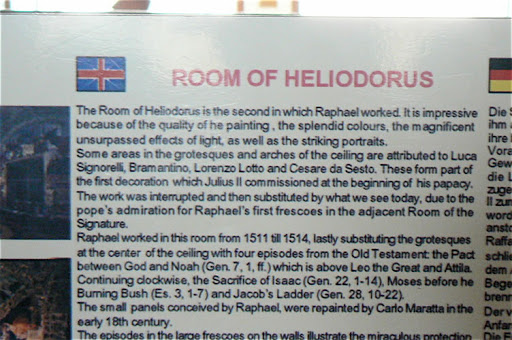 ROOM OF HELIODORUS
The Room of Heliodorus is the second in which Raphael worked. It is impressive
because of the quality of he painting , the splendid colours, the magnificent
unsurpassed effects of light, as well as the striking portraits.
Some areas in the grotesques and arches of the ceiling are attributed to Luca
Signorelli, Bramantino, Lorenzo Lotto and Cesare da Sesto. These form part of
the first decoration which Julius II commissioned at the beginning of his papacy.
The work was interrupted and then substituted by what we see today, due to the
pope's admiration for Raphael's first frescoes in the adjacent Room of the
Signature.
Raphael worked in this room from 1511 till 1514, lastly substituting the grotesques
at the center of the ceiling with four episodes from the Old Testament: the Pact
between God and Noah (Gen. 7, 1, ff.) which is above Leo the Great and Attila.
Continuing clockwise, the Sacrifice of Isaac (Gen. 22, 1-14), Moses before he
Burning Bush (Es. 3, 1-7) and Jacob's Ladder (Gen. 28, 10-22).
The small panels conceived by Raphael, were repainted by Carlo Maratta in the
early 18th century.
The episodes in the large frescoes on the walls illustrate the miraculous protection
Die S
ihm a
ihre
Vora
Gew
die L
zuge
II zum
word
ansto
Raffa
schlie
dem A
Bege
brenn
Der v
Anfan